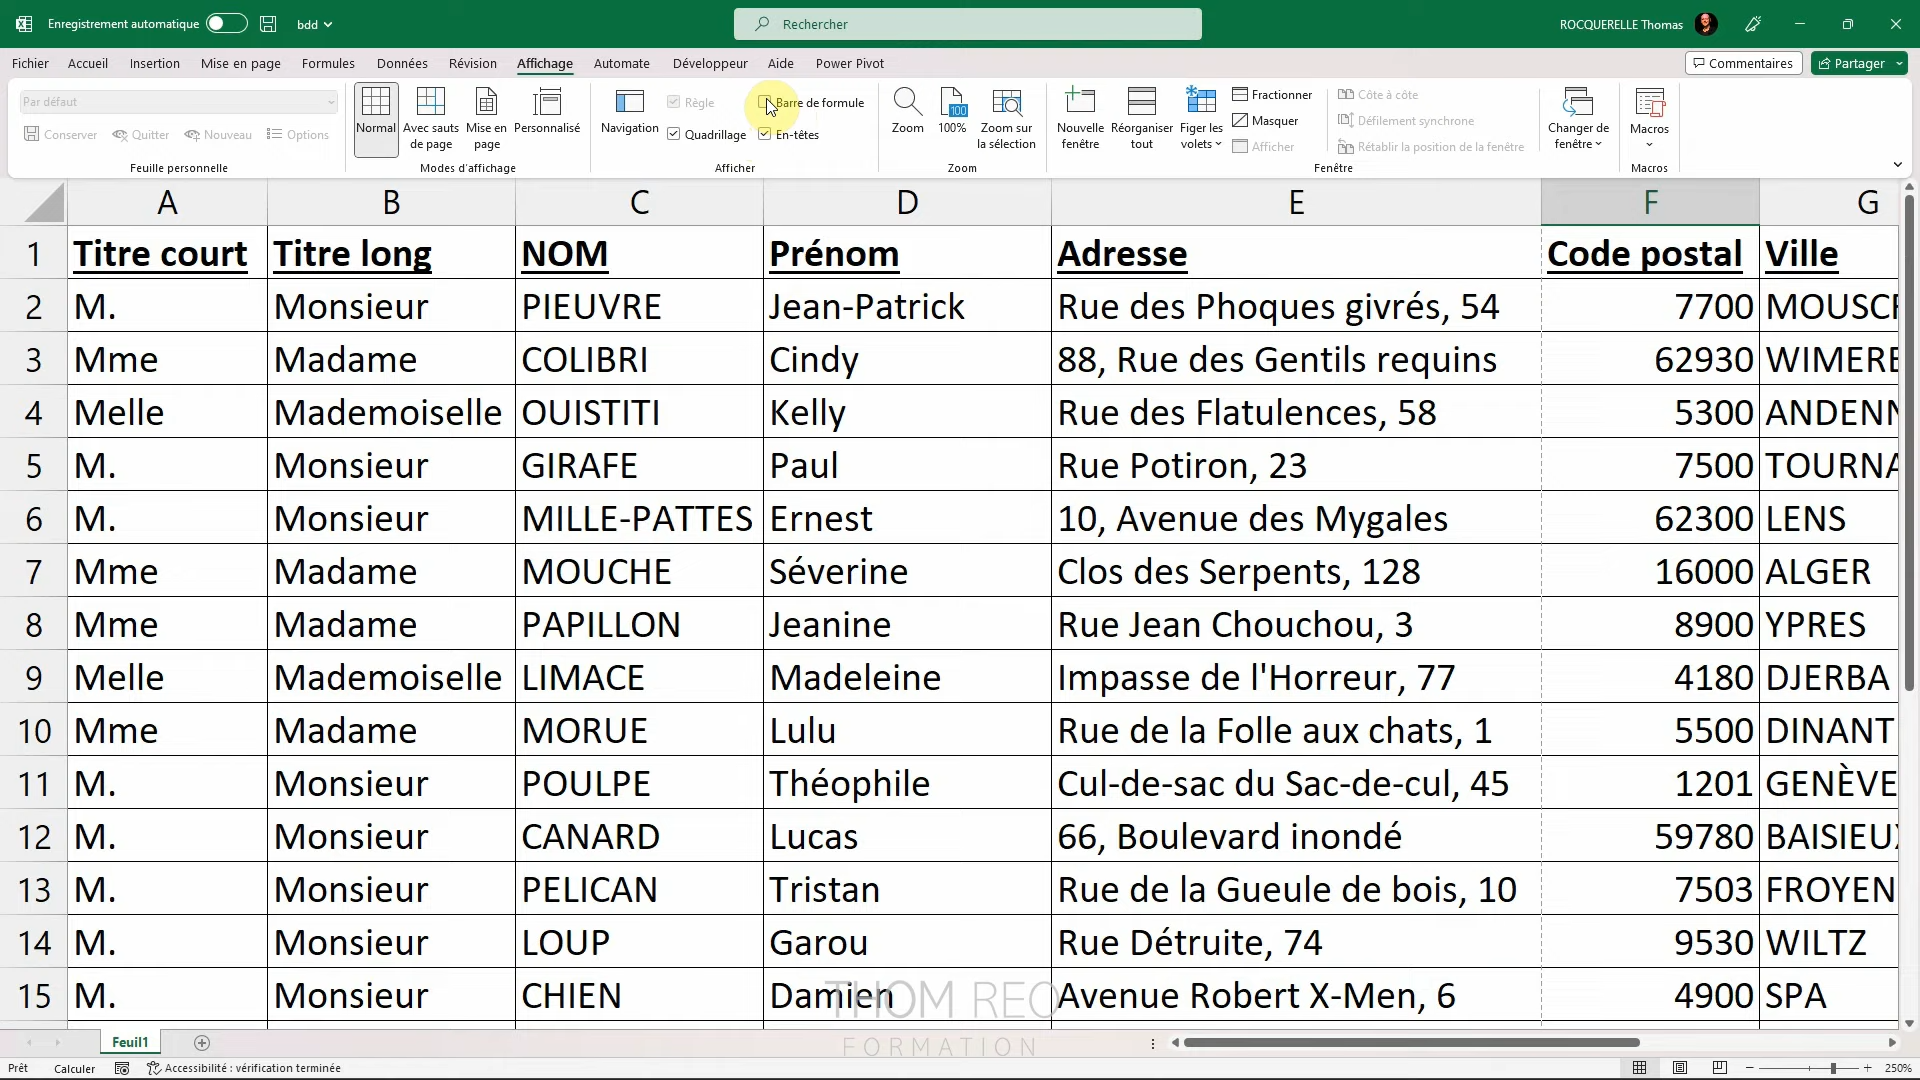 Enregistrement automatique
bdd
Rechercher
ROCQUERELLE Thomas
Fichier Accueil Insertion Mise en page Formules Données Révision Affichage Automate Développeur Aide Power Pivot
Commentaires
Partager
Par défaut
Conserver Quitter Nouveau Options
Feuille personnelle
Normal
Avec sauts de page
Mise en page
Personnalisé
Modes d'affichage
Navigation
Règle
Barre de formule
Quadrillage
En-têtes
Afficher
Zoom
100
100%
Zoom sur la sélection
Zoom
Nouvelle fenêtre
Réorganiser tout
Figer les volets
Fractionner
Masquer
Afficher
Côte à côte
Défilement synchrone
Rétablir la position de la fenêtre
Changer de fenêtre
Fenêtre
Macros
Macros
A B C D E F G
1 Titre court Titre long NOM Prénom Adresse Code postal Ville
2 M. Monsieur PIEUVRE Jean-Patrick Rue des Phoques givrés, 54 7700
3 Mme Madame COLIBRI Cindy 88, Rue des Gentils requins 62930
4 Melle Mademoiselle OUISTITI Kelly Rue des Flatulences, 58 5300
5 M. Monsieur GIRAFE Paul Rue Potiron, 23 7500 TOURNA
6 M. Monsieur MILLE-PATTES Ernest 10, Avenue des Mygales 62300 LENS
7 Mme Madame MOUCHE Séverine Clos des Serpents, 128 16000 ALGER
8 Mme Madame PAPILLON Jeanine Rue Jean Chouchou, 3 8900 YPRES
9 Melle Mademoiselle LIMACE Madeleine Impasse de l'Horreur, 77 4180 DJERBA
10 Mme Madame MORUE Lulu Rue de la Folle aux chats, 1 5500 DINANT
11 M. Monsieur POULPE Théophile Cul-de-sac du Sac-de-cul, 45 1201 GENÈVE
12 M. Monsieur CANARD Lucas 66, Boulevard inondé 59780 BAISIEU
13 M. Monsieur PELICAN Tristan Rue de la Gueule de bois, 10 7503 FROYEN
14 M. Monsieur LOUP Garou Rue Détruite, 74 9530 WILTZ
15 M. Monsieur CHIEN Damien Avenue Robert X-Men, 6 4900 SPA
THOM REO
FORMATION
Feuil1
Prêt Calculer Accessibilité : vérification terminée
250%